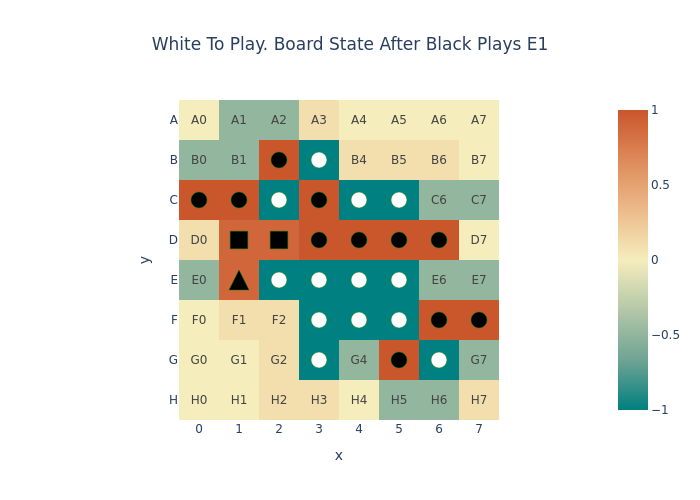 White To Play. Board State After Black Plays E1
A A0 A1 A2 A3 A4 A5 A6 A7
B B0 B1 B4 B5 B6 B7
C C6 C7
D D0 D7
E E0 E6 E7
F F0 F1 F2
G G0 G1 G2 G4 G7
H H0 H1 H2 H3 H4 H5 H6 H7
0 1 2 3 4 5 6 7
x
y
1
0.5
0
−0.5
−1